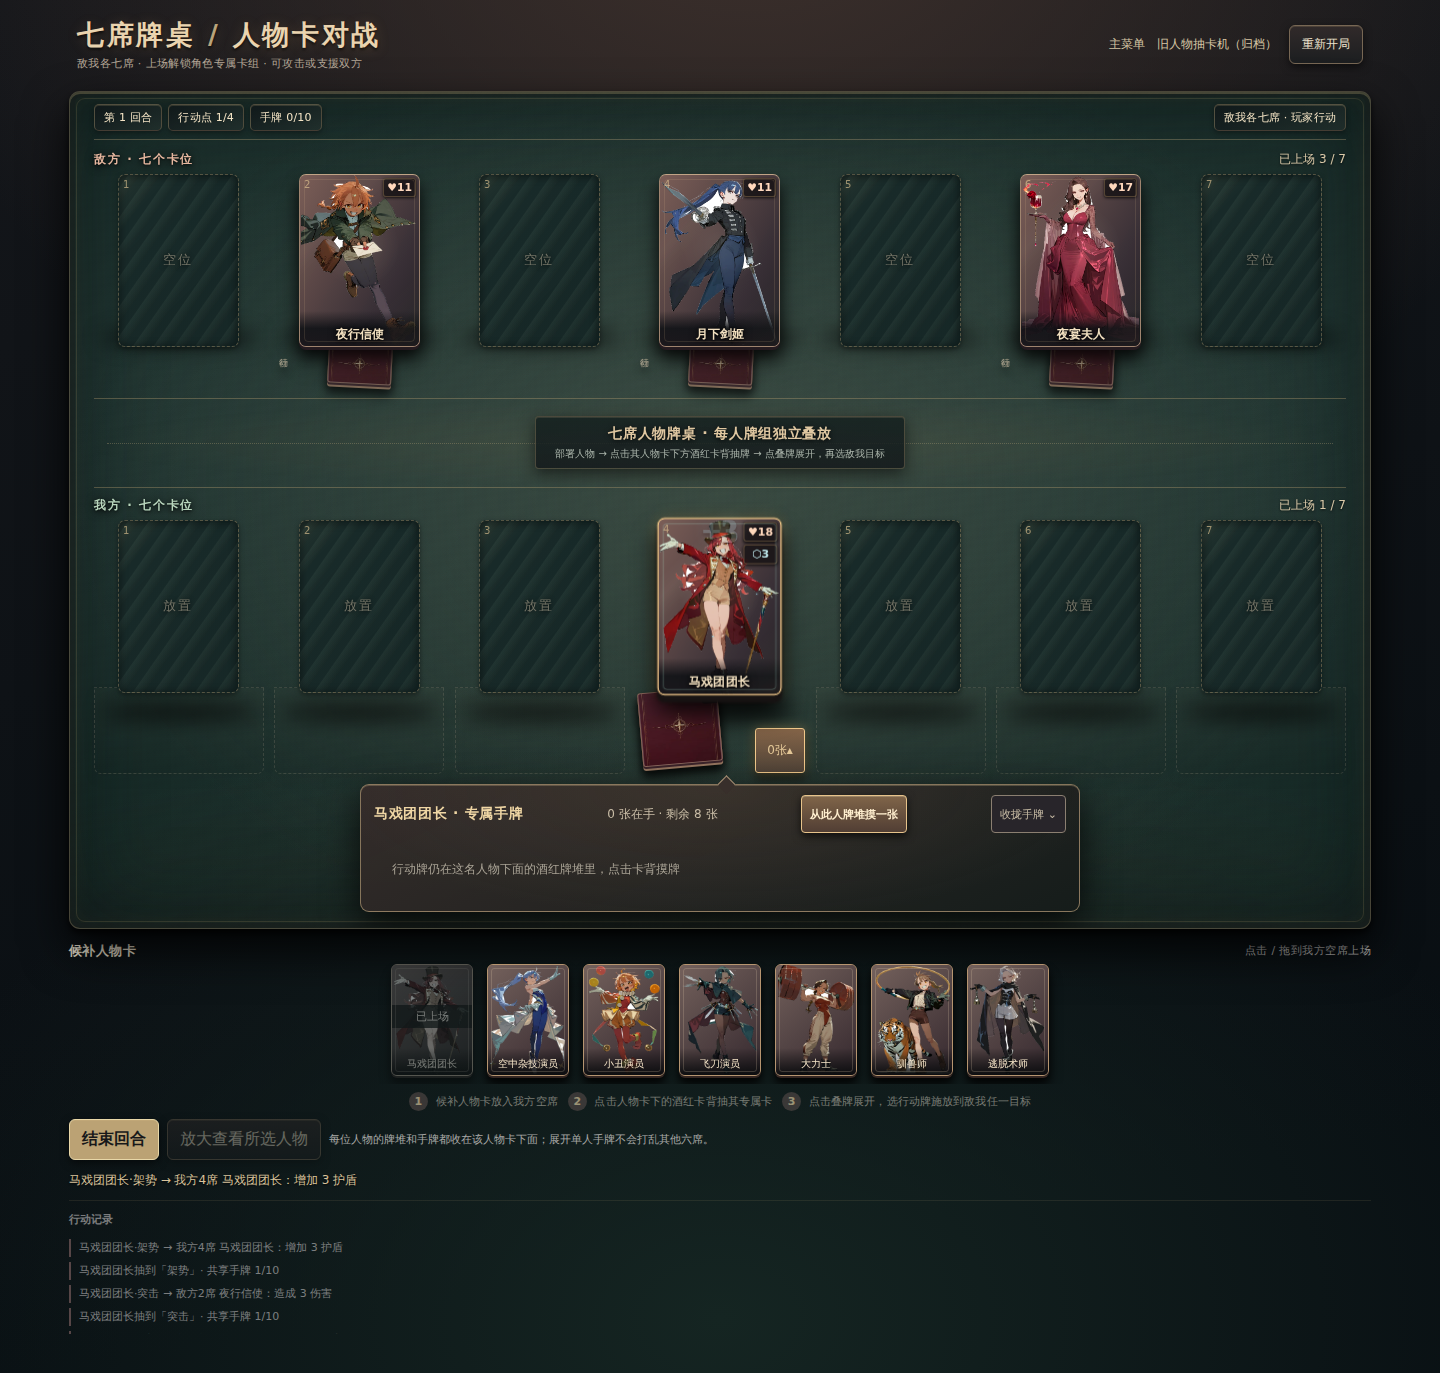 七席牌桌 / 人物卡对战
敌我各七席 · 上场解锁角色专属卡组 · 可攻击或支援双方
主菜单 旧人物抽卡机（归档） 重新开局
第 1 回合 行动点 1/4 手牌 0/10
敌我各七席 · 玩家行动
敌方 · 七个卡位
已上场 3 / 7
1 2 3 4 5 6 7
♥11 ♥11 ♥17
空位 空位 空位 空位
夜行信使 月下剑姬 夜宴夫人
七席人物牌桌 · 每人牌组独立叠放
部署人物 → 点击其人物卡下方酒红卡背抽牌 → 点叠牌展开，再选敌我目标
我方 · 七个卡位
已上场 1 / 7
1 2 3 4 5 6 7
♥18
⬡3
放置 放置 放置 放置 放置 放置
马戏团团长
0张▴
马戏团团长 · 专属手牌
0 张在手 · 剩余 8 张
从此人牌堆摸一张
收拢手牌 ⌄
行动牌仍在这名人物下面的酒红牌堆里，点击卡背摸牌
候补人物卡
点击 / 拖到我方空席上场
已上场
马戏团团长 空中杂技演员 小丑演员 飞刀演员 大力士 驯兽师 逃脱术师
1 候补人物卡放入我方空席 2 点击人物卡下的酒红卡背抽其专属卡 3 点击叠牌展开，选行动牌施放到敌我任一目标
结束回合 放大查看所选人物 每位人物的牌堆和手牌都收在该人物卡下面；展开单人手牌不会打乱其他六席。
马戏团团长·架势 → 我方4席 马戏团团长：增加 3 护盾
行动记录
马戏团团长·架势 → 我方4席 马戏团团长：增加 3 护盾
马戏团团长抽到「架势」· 共享手牌 1/10
马戏团团长·突击 → 敌方2席 夜行信使：造成 3 伤害
马戏团团长抽到「突击」· 共享手牌 1/10